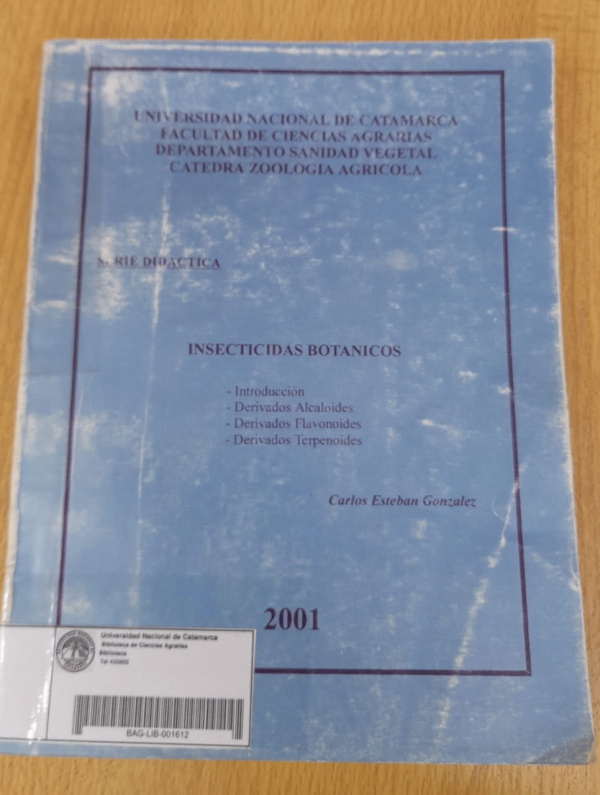 UNIVERSIDAD NACIONAL DE CATAMARCA
FACULTAD DE CIENCIAS AGRARIAS
DEPARTAMENTO SANIDAD VEGETAL
CATEDRA ZOOLOGIA AGRICOLA
SERIE DIDACTICA
INSECTICIDAS BOTANICOS
- Introducción
- Derivados Alcaloides
- Derivados Flavonoides
- Derivados Terpenoides
Carlos Esteban Gonzalez
2001
Universidad Nacional de Catamarca
Biblioteca de Ciencias Agrarias
Biblioteca
Tel
BAG-LIB-001612